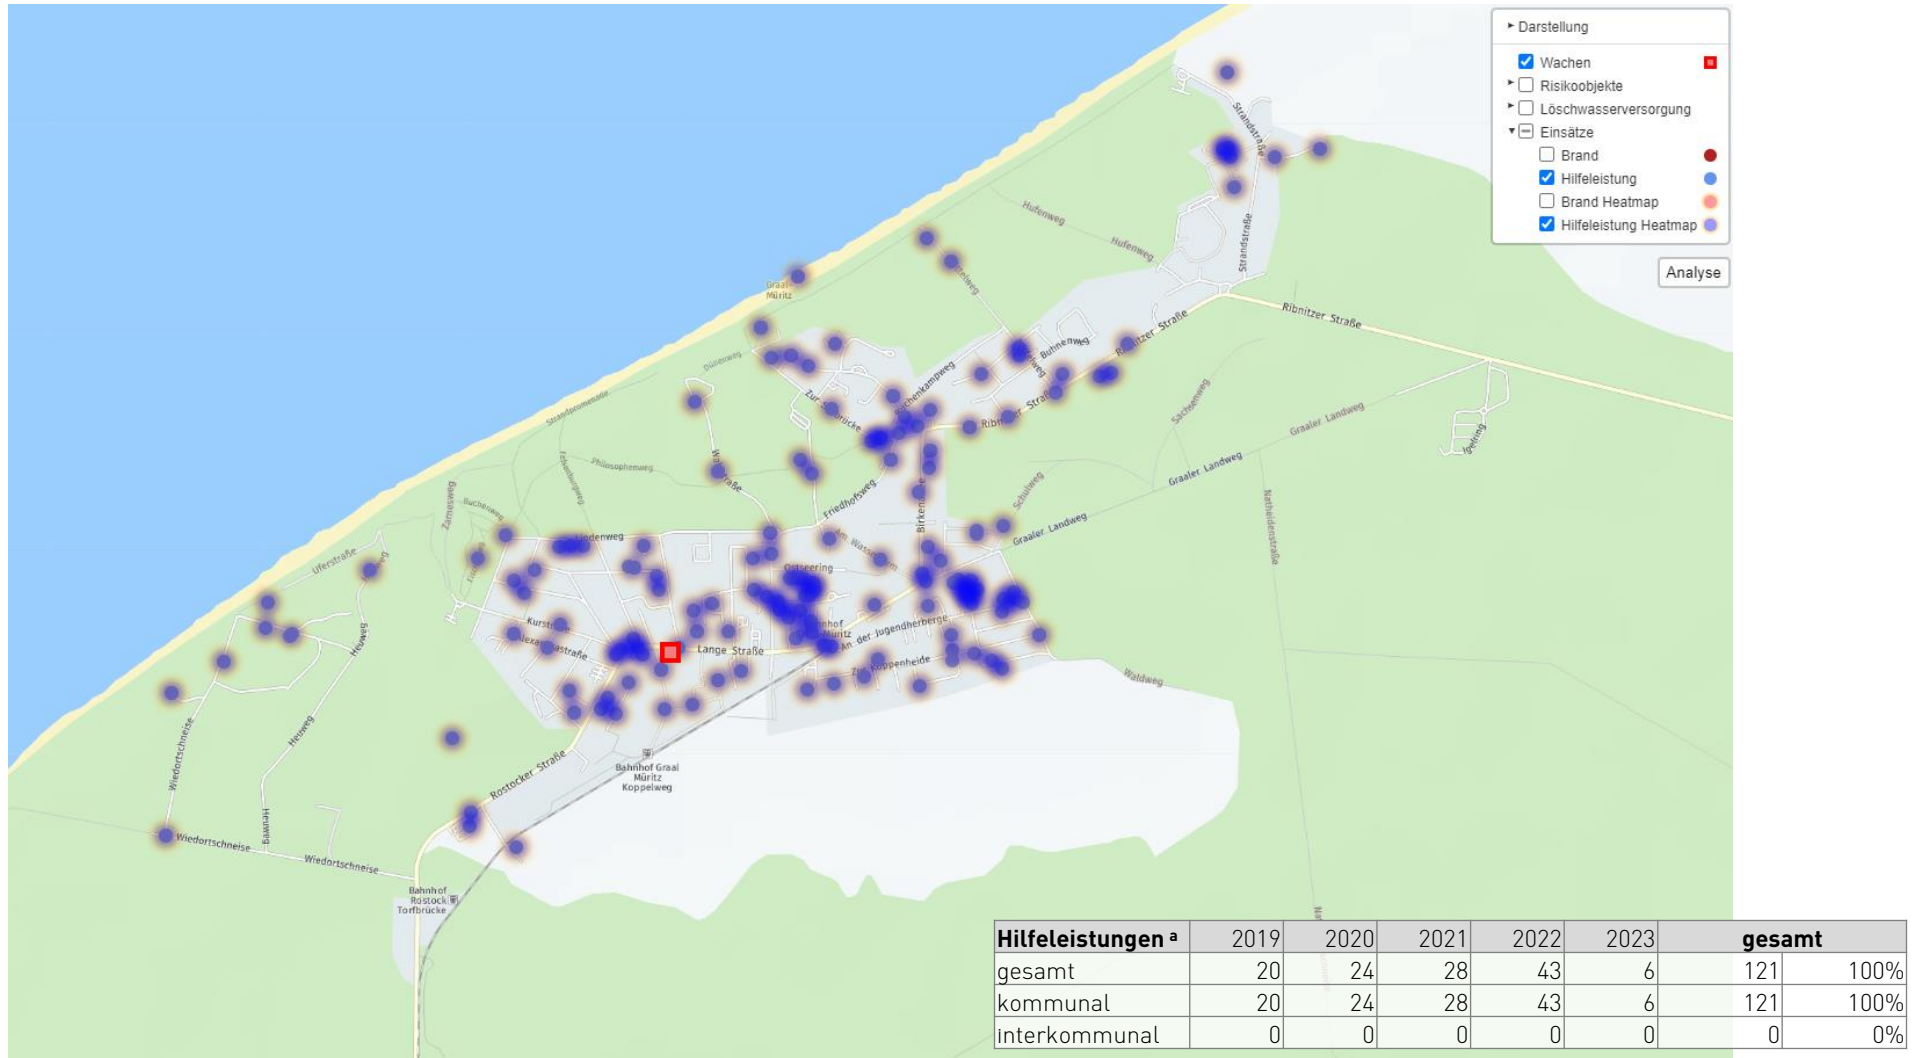 ▸ Darstellung
Wachen
Risikoobjekte
Löschwasserversorgung
Einsätze
Brand
Hilfeleistung
Brand Heatmap
Hilfeleistung Heatmap
Analyse
Strandstraße
Strandstraße
Hufenweg
Hufenweg
Graal-
Müritz
Ribnitzer Straße
Buhnenweg
Ribnitzer Straße
Dünenweg
Strandpromenade
Sachsenweg
Graaler Landweg
Igelring
Philosophenweg
Friedhofsweg
Graaler Landweg
Schulweg
Zarnesweg
Buchenweg
Natheidenstraße
Graaler Landweg
Lindenweg
Uferstraße
Ostseering
An der Jugendherberge
Lange Straße
Heuweg
Waldweg
Wiedortschneise
Heuweg
Rostocker Straße
Bahnhof Graal
Müritz
Koppelweg
Heuweg
Wiedortschneise
Wiedortschneise
Bahnhof
Rostock
Torfbrücke
Hilfeleistungen ª 2019 2020 2021 2022 2023 gesamt
gesamt 20 24 28 43 6 121 100%
kommunal 20 24 28 43 6 121 100%
interkommunal 0 0 0 0 0 0 0%